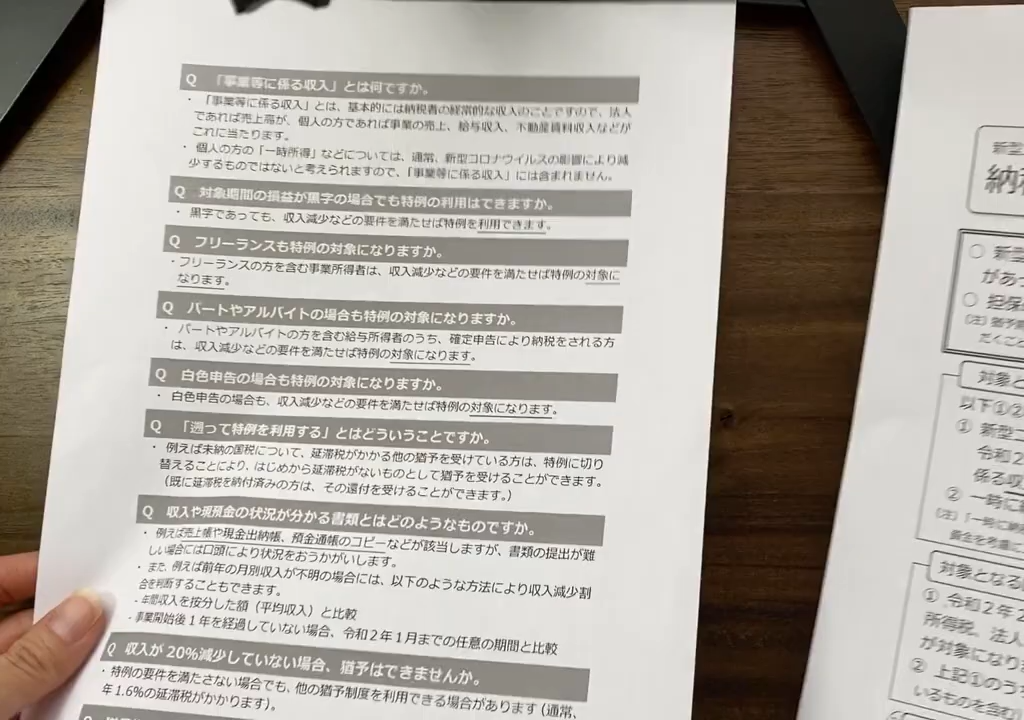 Q 「事業等に係る収入」とは何ですか。
・「事業等に係る収入」とは、基本的には納税者の経常的な収入のことですので、法人
であれば売上高が、個人の方であれば事業の売上、給与収入、不動産賃料収入などが
これに当たります。
・個人の方の「一時所得」などについては、通常、新型コロナウイルスの影響により減
少するものではないと考えられますので、「事業等に係る収入」には含まれません。
Q 対象期間の損益が黒字の場合でも特例の利用はできますか。
・黒字であっても、収入減少などの要件を満たせば特例を利用できます。
Q フリーランスも特例の対象になりますか。
・フリーランスの方を含む事業所得者は、収入減少などの要件を満たせば特例の対象に
なります。
Q パートやアルバイトの場合も特例の対象になりますか。
・パートやアルバイトの方を含む給与所得者のうち、確定申告により納税をされる方
は、収入減少などの要件を満たせば特例の対象になります。
Q 白色申告の場合も特例の対象になりますか。
・白色申告の場合も、収入減少などの要件を満たせば特例の対象になります。
Q 「遡って特例を利用する」とはどういうことですか。
・例えば未納の国税について、延滞税がかかる他の猶予を受けている方は、特例に切り
替えることにより、はじめから延滞税がないものとして猶予を受けることができます。
（既に延滞税を納付済みの方は、その還付を受けることができます。）
Q 収入や現預金の状況が分かる書類とはどのようなものですか。
・例えば売上帳や現金出納帳、預金通帳のコピーなどが該当しますが、書類の提出が難
しい場合には口頭により状況をおうかがいします。
・また、例えば前年の月別収入が不明の場合には、以下のような方法により収入減少割
合を判断することもできます。
- 年間収入を按分した額（平均収入）と比較
- 事業開始後１年を経過していない場合、令和２年１月までの任意の期間と比較
Q 収入が 20％減少していない場合、猶予はできませんか。
・特例の要件を満たさない場合でも、他の猶予制度を利用できる場合があります（通常、
年1.6%の延滞税がかかります）。
Q
新型
納
○ 新型
があっ
○ 担保
（注）猶予期
だくこと
対象と
以下①②
① 新型コ
令和２
係る収
② 一時に
（注）「一時に納
資金を考慮に
対象となる
① 令和２年２
所得税、法人
が対象になり
② 上記①のうち
いるものを含む